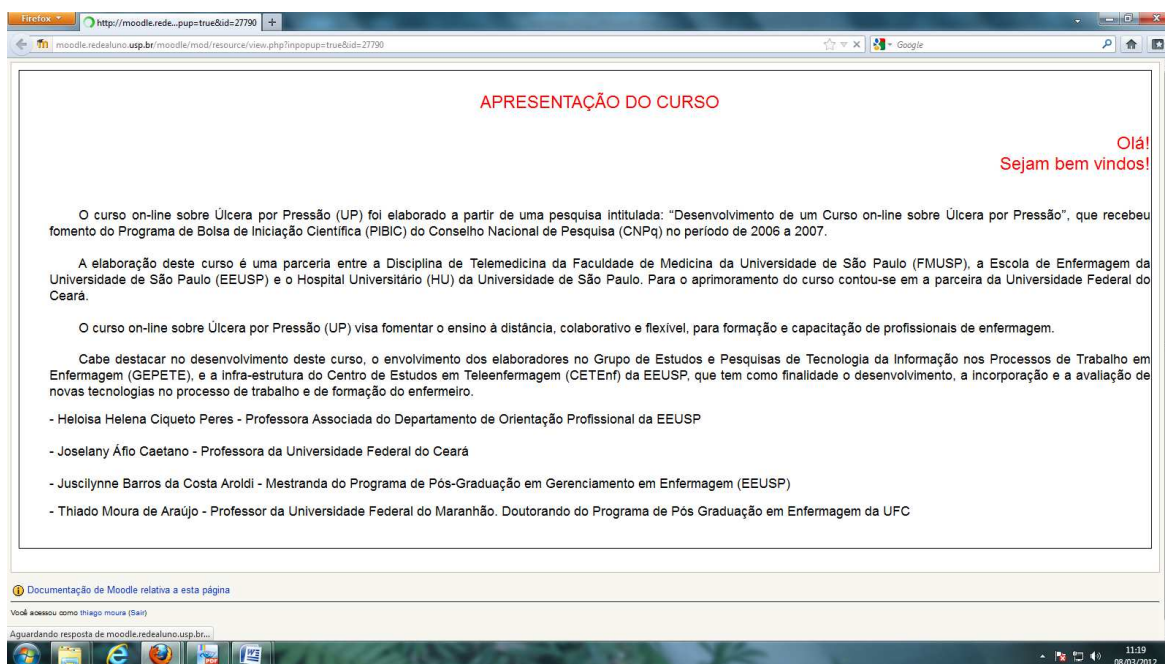 Firefox
http://moodle.rede...pup=true&id=27790
moodle.redealuno.usp.br/moodle/mod/resource/view.php?inpopup=true&id=27790
Google
APRESENTAÇÃO DO CURSO
Olá!
Sejam bem vindos!
O curso on-line sobre Úlcera por Pressão (UP) foi elaborado a partir de uma pesquisa intitulada: “Desenvolvimento de um Curso on-line sobre Úlcera por Pressão”, que recebeu
fomento do Programa de Bolsa de Iniciação Científica (PIBIC) do Conselho Nacional de Pesquisa (CNPq) no período de 2006 a 2007.
A elaboração deste curso é uma parceria entre a Disciplina de Telemedicina da Faculdade de Medicina da Universidade de São Paulo (FMUSP), a Escola de Enfermagem da
Universidade de São Paulo (EEUSP) e o Hospital Universitário (HU) da Universidade de São Paulo. Para o aprimoramento do curso contou-se em a parceira da Universidade Federal do
Ceará.
O curso on-line sobre Úlcera por Pressão (UP) visa fomentar o ensino à distância, colaborativo e flexível, para formação e capacitação de profissionais de enfermagem.
Cabe destacar no desenvolvimento deste curso, o envolvimento dos elaboradores no Grupo de Estudos e Pesquisas de Tecnologia da Informação nos Processos de Trabalho em
Enfermagem (GEPETE), e a infra-estrutura do Centro de Estudos em Teleenfermagem (CETEnf) da EEUSP, que tem como finalidade o desenvolvimento, a incorporação e a avaliação de
novas tecnologias no processo de trabalho e de formação do enfermeiro.
- Heloisa Helena Ciqueto Peres - Professora Associada do Departamento de Orientação Profissional da EEUSP
- Joselany Áfio Caetano - Professora da Universidade Federal do Ceará
- Juscilynne Barros da Costa Aroldi - Mestranda do Programa de Pós-Graduação em Gerenciamento em Enfermagem (EEUSP)
- Thiado Moura de Araújo - Professor da Universidade Federal do Maranhão. Doutorando do Programa de Pós Graduação em Enfermagem da UFC
Documentação de Moodle relativa a esta página
Você acessou como thiago moura (Sair)
Aguardando resposta de moodle.redealuno.usp.br...
11:19
08/03/2012